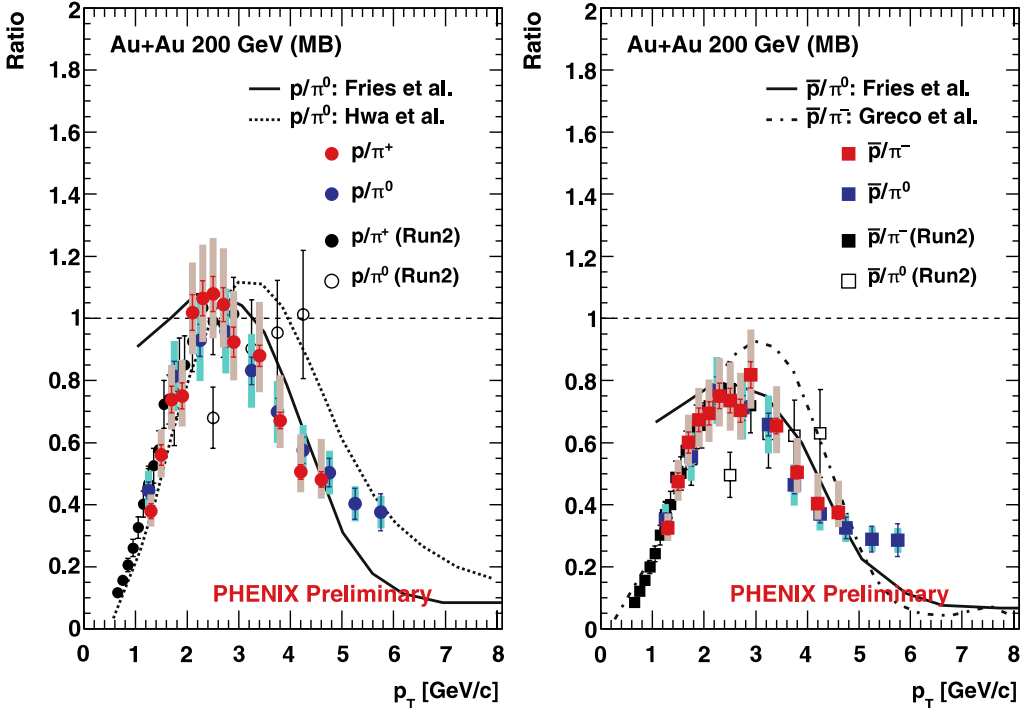 Ratio
Au+Au 200 GeV (MB)
p/π⁰: Fries et al.
p/π⁰: Hwa et al.
p/π⁺
p/π⁰
p/π⁺ (Run2)
p/π⁰ (Run2)
2
1.8
1.6
1.4
1.2
1
0.8
0.6
0.4
0.2
0
PHENIX Preliminary
0 1 2 3 4 5 6 7 8
p_T [GeV/c]
Ratio
Au+Au 200 GeV (MB)
p̅/π⁰: Fries et al.
p̅/π⁻: Greco et al.
p̅/π⁻
p̅/π⁰
p̅/π⁻ (Run2)
p̅/π⁰ (Run2)
2
1.8
1.6
1.4
1.2
1
0.8
0.6
0.4
0.2
0
PHENIX Preliminary
0 1 2 3 4 5 6 7 8
p_T [GeV/c]